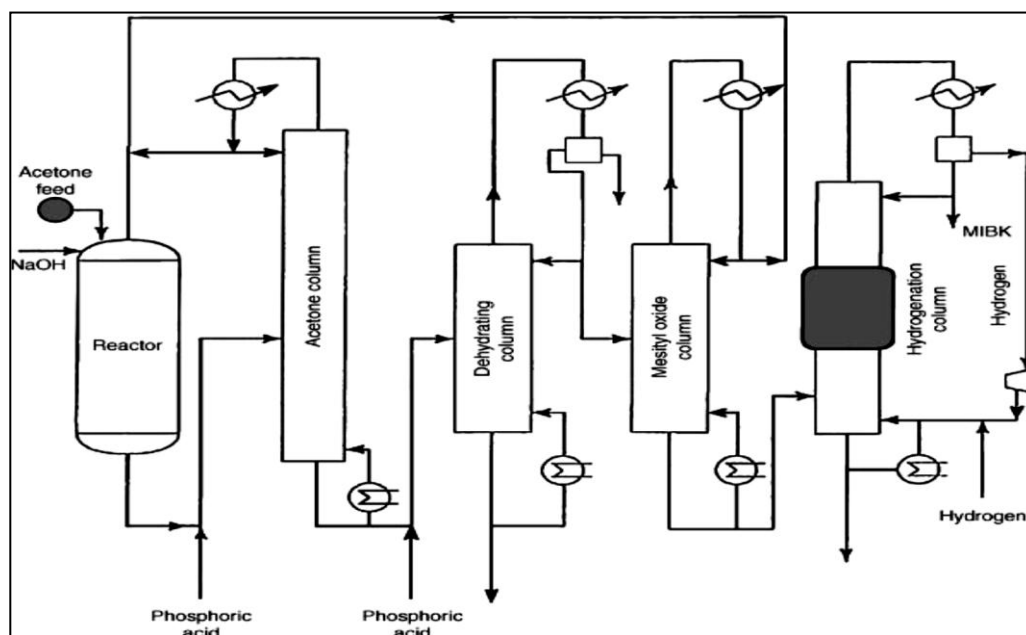 Acetone
feed
NaOH
Reactor
Acetone column
Dehydrating
column
Mesityl oxide
column
Hydrogenation
column
MIBK
Hydrogen
Hydrogen
Phosphoric
acid
Phosphoric
acid